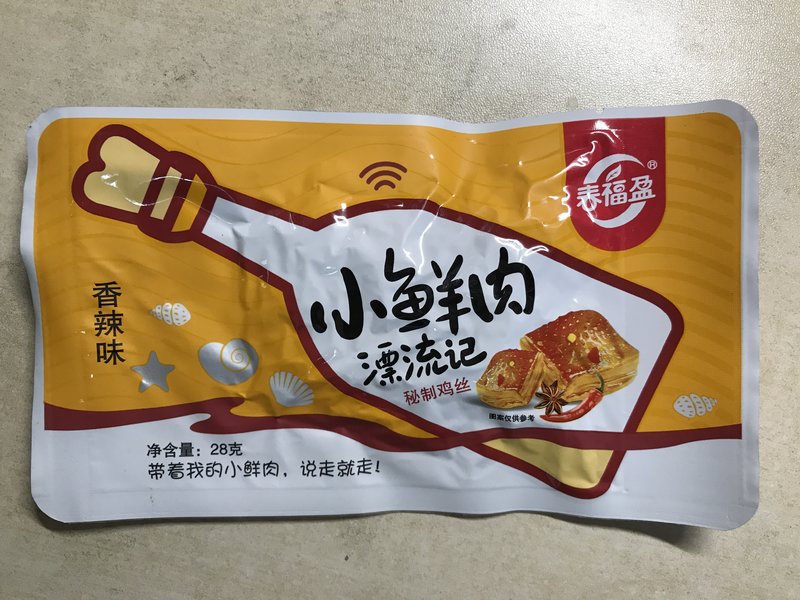 表福盈®
小鲜肉
漂流记
秘制鸡丝
图案仅供参考
香辣味
净含量：28克
带着我的小鲜肉，说走就走！